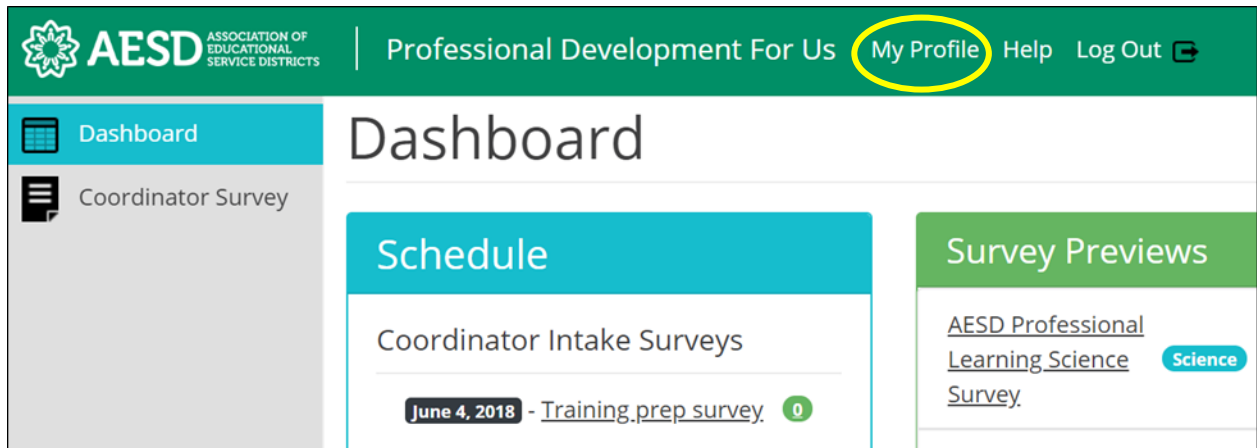 AESD
ASSOCIATION OF
EDUCATIONAL
SERVICE DISTRICTS
Professional Development For Us
My Profile
Help
Log Out
Dashboard
Coordinator Survey
Dashboard
Schedule
Coordinator Intake Surveys
June 4, 2018 - Training prep survey 0
Survey Previews
AESD Professional
Learning Science
Survey
Science